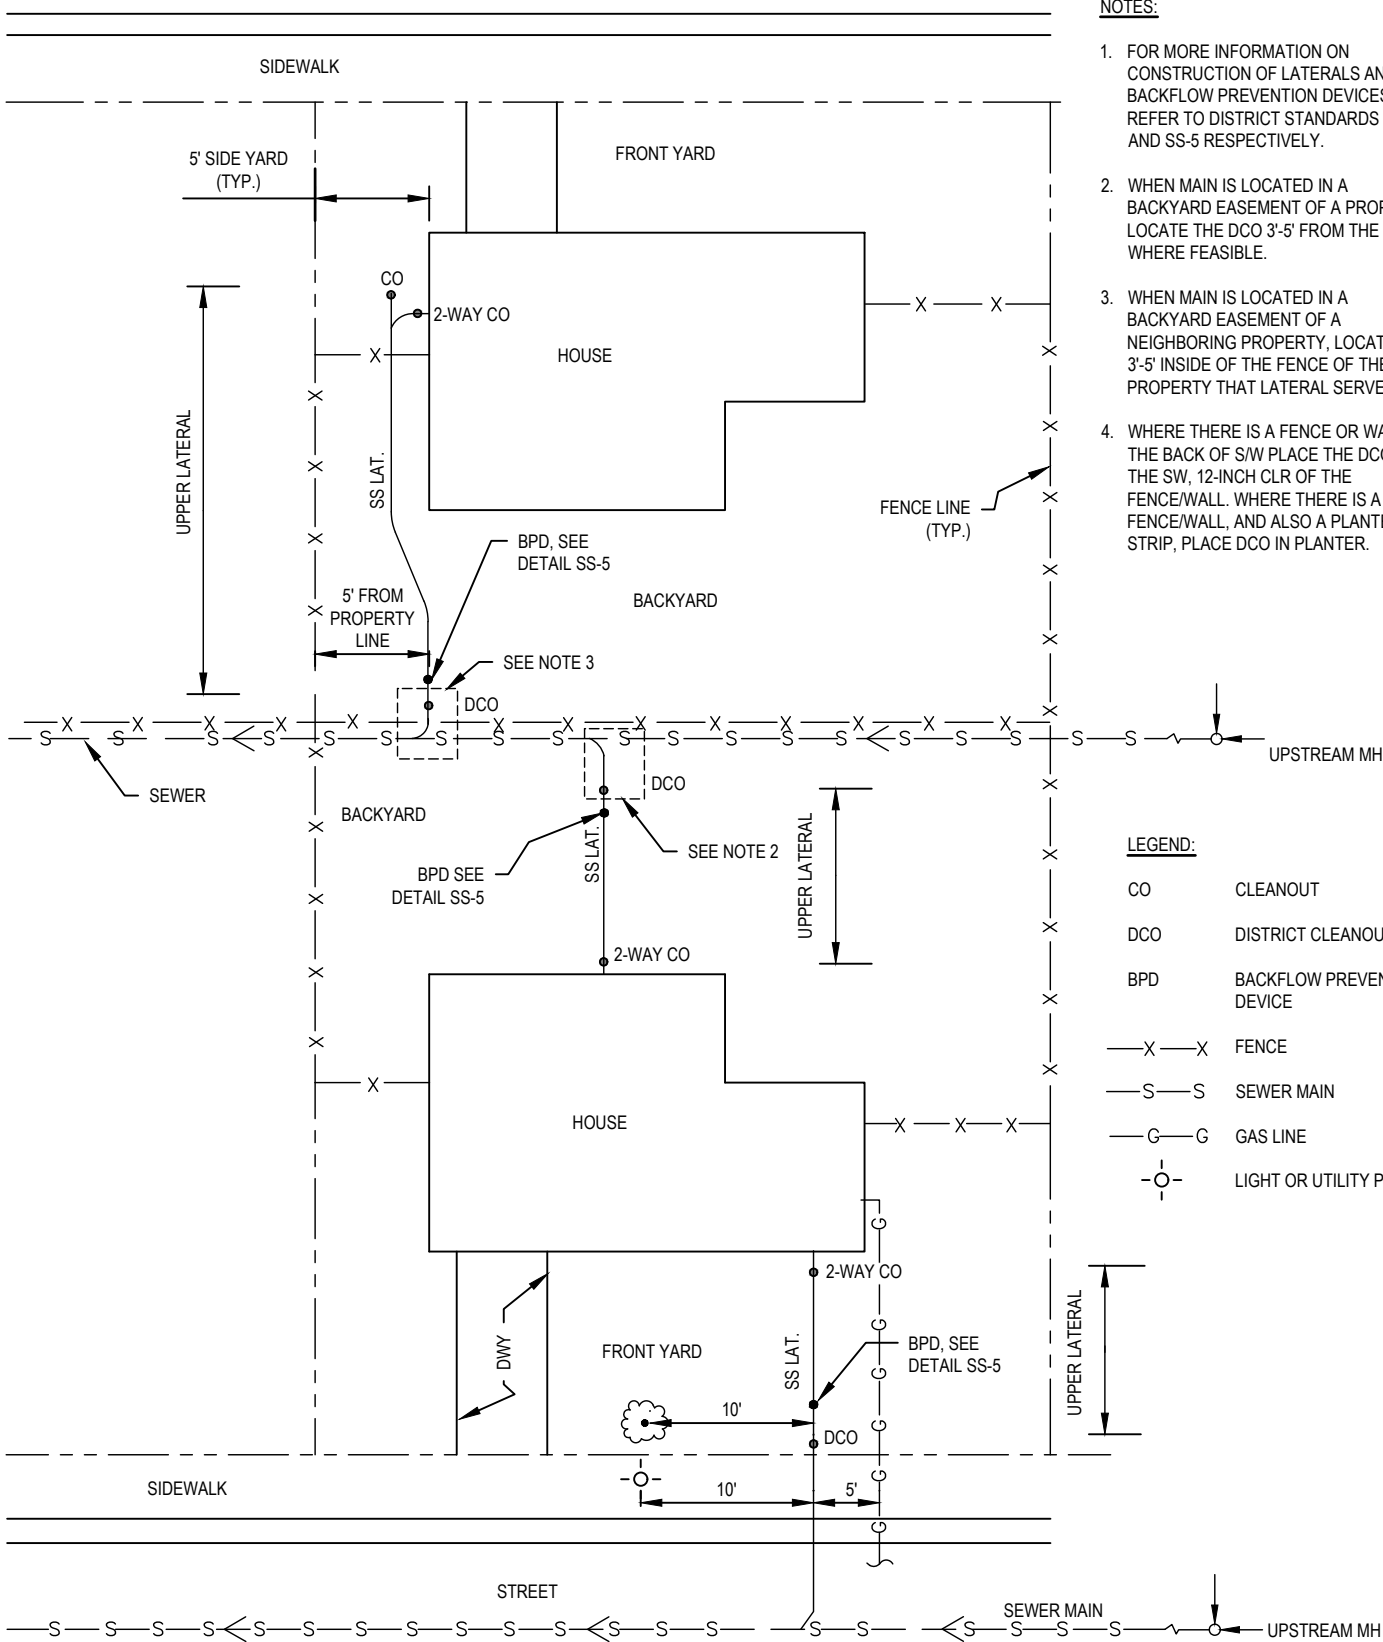 NOTES:
1. FOR MORE INFORMATION ON
CONSTRUCTION OF LATERALS
BACKFLOW PREVENTION DEVICES
REFER TO DISTRICT STANDARDS
AND SS-5 RESPECTIVELY.
2. WHEN MAIN IS LOCATED IN A
BACKYARD EASEMENT OF A
LOCATE THE DCO 3'-5' FROM THE
WHERE FEASIBLE.
3. WHEN MAIN IS LOCATED IN A
BACKYARD EASEMENT OF A
NEIGHBORING PROPERTY,
3'-5' INSIDE OF THE FENCE OF THE
PROPERTY THAT LATERAL
4. WHERE THERE IS A FENCE OR
THE BACK OF S/W PLACE THE
THE SW, 12-INCH CLR OF THE
FENCE/WALL. WHERE THERE IS A
FENCE/WALL, AND ALSO A
STRIP, PLACE DCO IN PLANTER.
SIDEWALK
5' SIDE YARD
(TYP.)
FRONT YARD
CO
2-WAY CO
X X
X
HOUSE
UPPER LATERAL
SS LAT.
FENCE LINE
(TYP.)
BPD, SEE
DETAIL SS-5
5' FROM
PROPERTY
LINE
BACKYARD
SEE NOTE 3
DCO
X X X X X X X X X X X X
S S S S S S S S S S S S S S S S
UPSTREAM MH
SEWER
DCO
BACKYARD
SEE NOTE 2
BPD SEE
DETAIL SS-5
SS LAT.
UPPER LATERAL
2-WAY CO
LEGEND:
CO CLEANOUT
DCO DISTRICT
BPD BACKFLOW
DEVICE
X X FENCE
S S SEWER MAIN
G G GAS LINE
LIGHT OR UTILITY
X
HOUSE
X X X
G
2-WAY CO
DWY
FRONT YARD
SS LAT.
BPD, SEE
DETAIL SS-5
UPPER LATERAL
10'
DCO
SIDEWALK
10'
5'
STREET
SEWER MAIN
S S S S S S S S S S S S S S S S S S
UPSTREAM MH